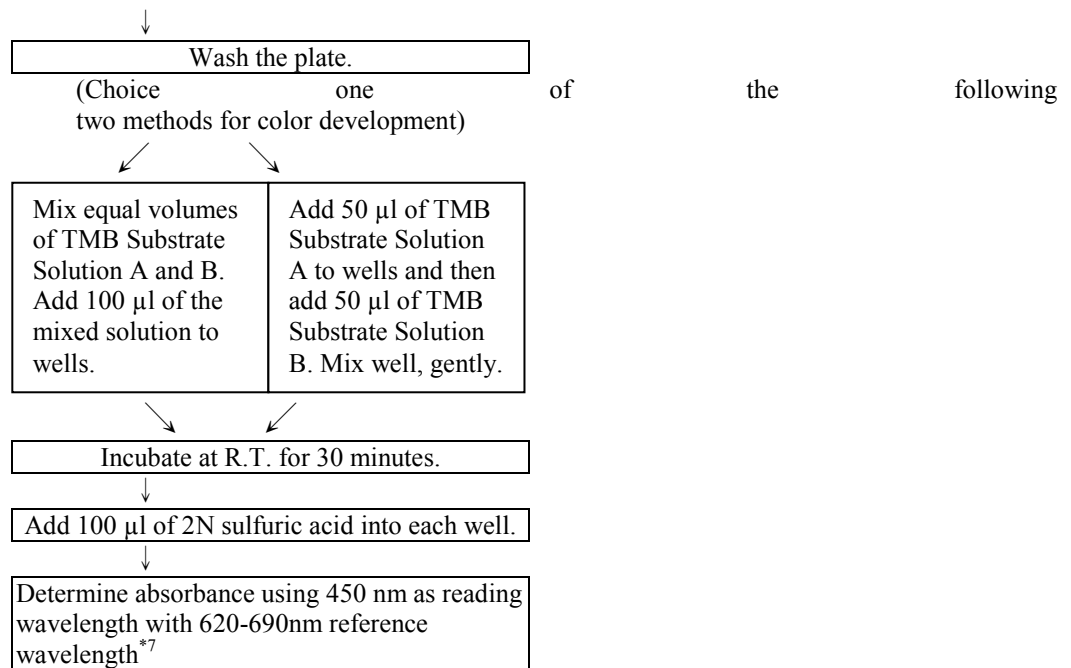 Wash the plate.
(Choice one of the following
two methods for color development)
Mix equal volumes
of TMB Substrate
Solution A and B.
Add 100 µl of the
mixed solution to
wells.
Add 50 µl of TMB
Substrate Solution
A to wells and then
add 50 µl of TMB
Substrate Solution
B. Mix well, gently.
Incubate at R.T. for 30 minutes.
Add 100 µl of 2N sulfuric acid into each well.
Determine absorbance using 450 nm as reading
wavelength with 620-690nm reference
wavelength*7